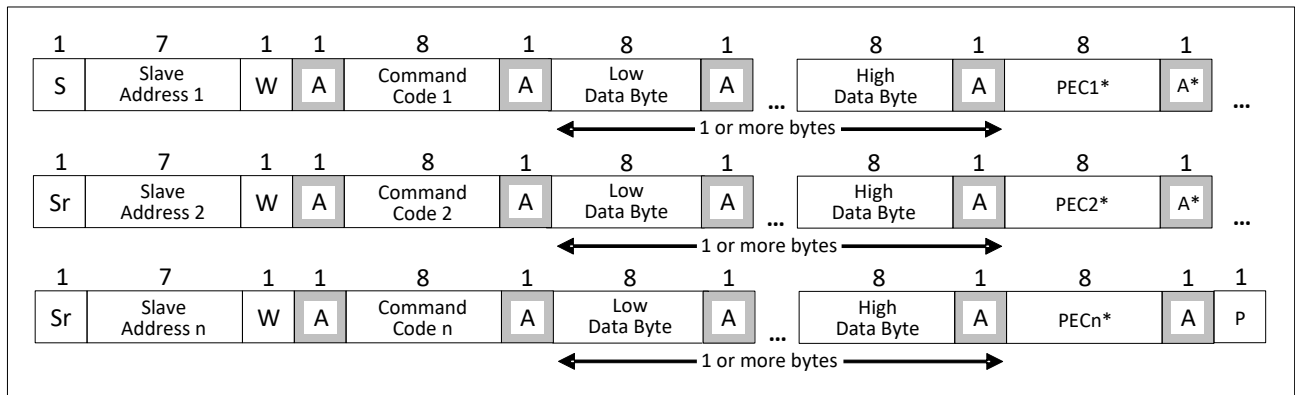 1 7 1 1 8 1 8 1 8 1 8 1
S Slave Address 1 W A Command Code 1 A Low Data Byte A ... High Data Byte A PEC1* A* ...
1 or more bytes
1 7 1 1 8 1 8 1 8 1 8 1
Sr Slave Address 2 W A Command Code 2 A Low Data Byte A ... High Data Byte A PEC2* A* ...
1 or more bytes
1 7 1 1 8 1 8 1 8 1 8 1 1
Sr Slave Address n W A Command Code n A Low Data Byte A ... High Data Byte A PECn* A P
1 or more bytes